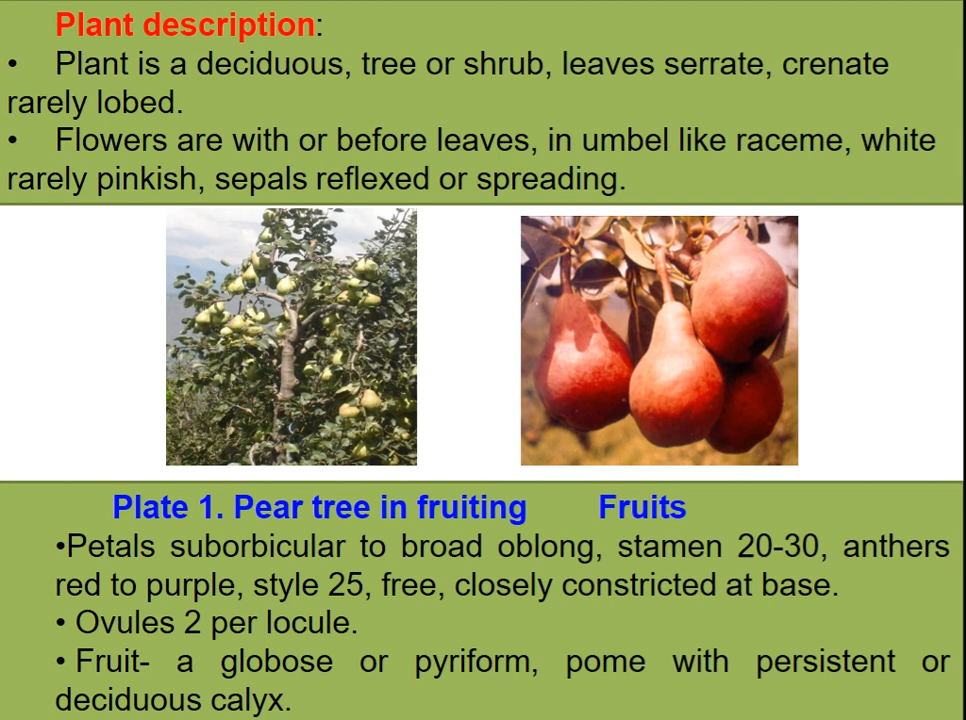 Plant description:
• Plant is a deciduous, tree or shrub, leaves serrate, crenate
rarely lobed.
• Flowers are with or before leaves, in umbel like raceme, white
rarely pinkish, sepals reflexed or spreading.
Plate 1. Pear tree in fruiting Fruits
•Petals suborbicular to broad oblong, stamen 20-30, anthers
red to purple, style 25, free, closely constricted at base.
• Ovules 2 per locule.
• Fruit- a globose or pyriform, pome with persistent or
deciduous calyx.